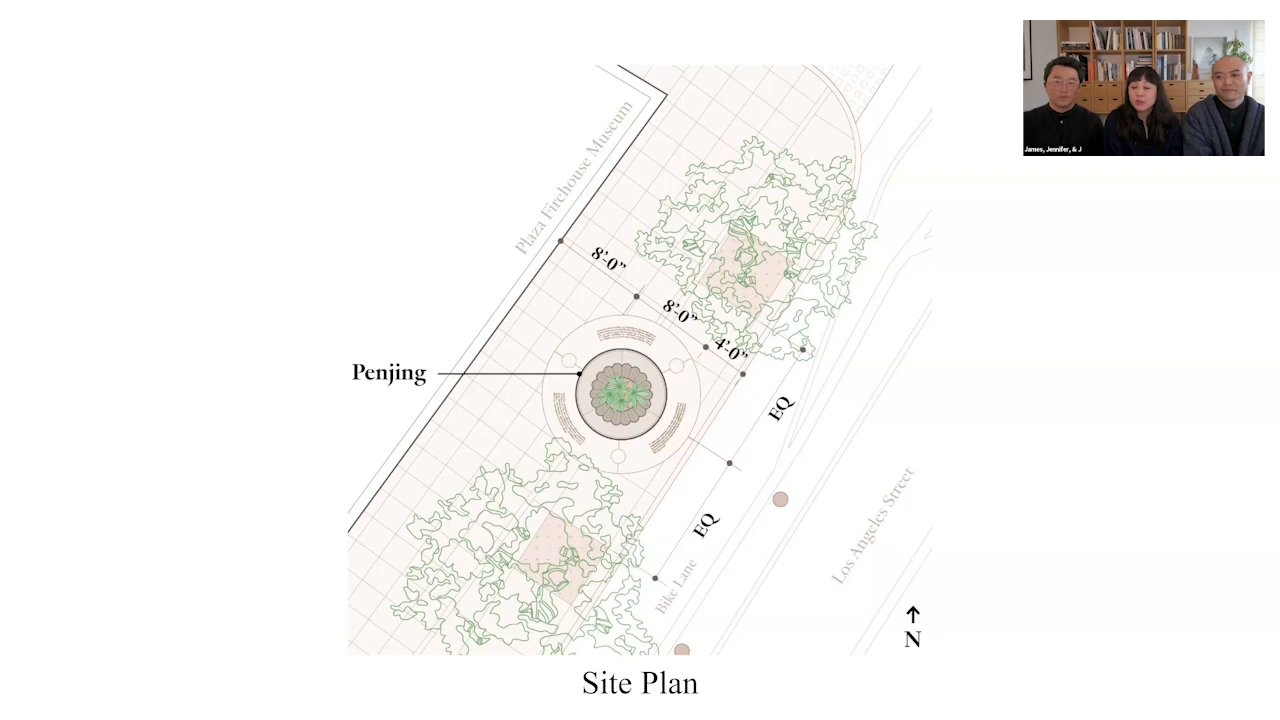 James, Jennifer, & J
Plaza Firehouse Museum
8'-0"
8'-0"
4'-0"
Penjing
EQ
EQ
Bike Lane
Los Angeles Street
N
Site Plan